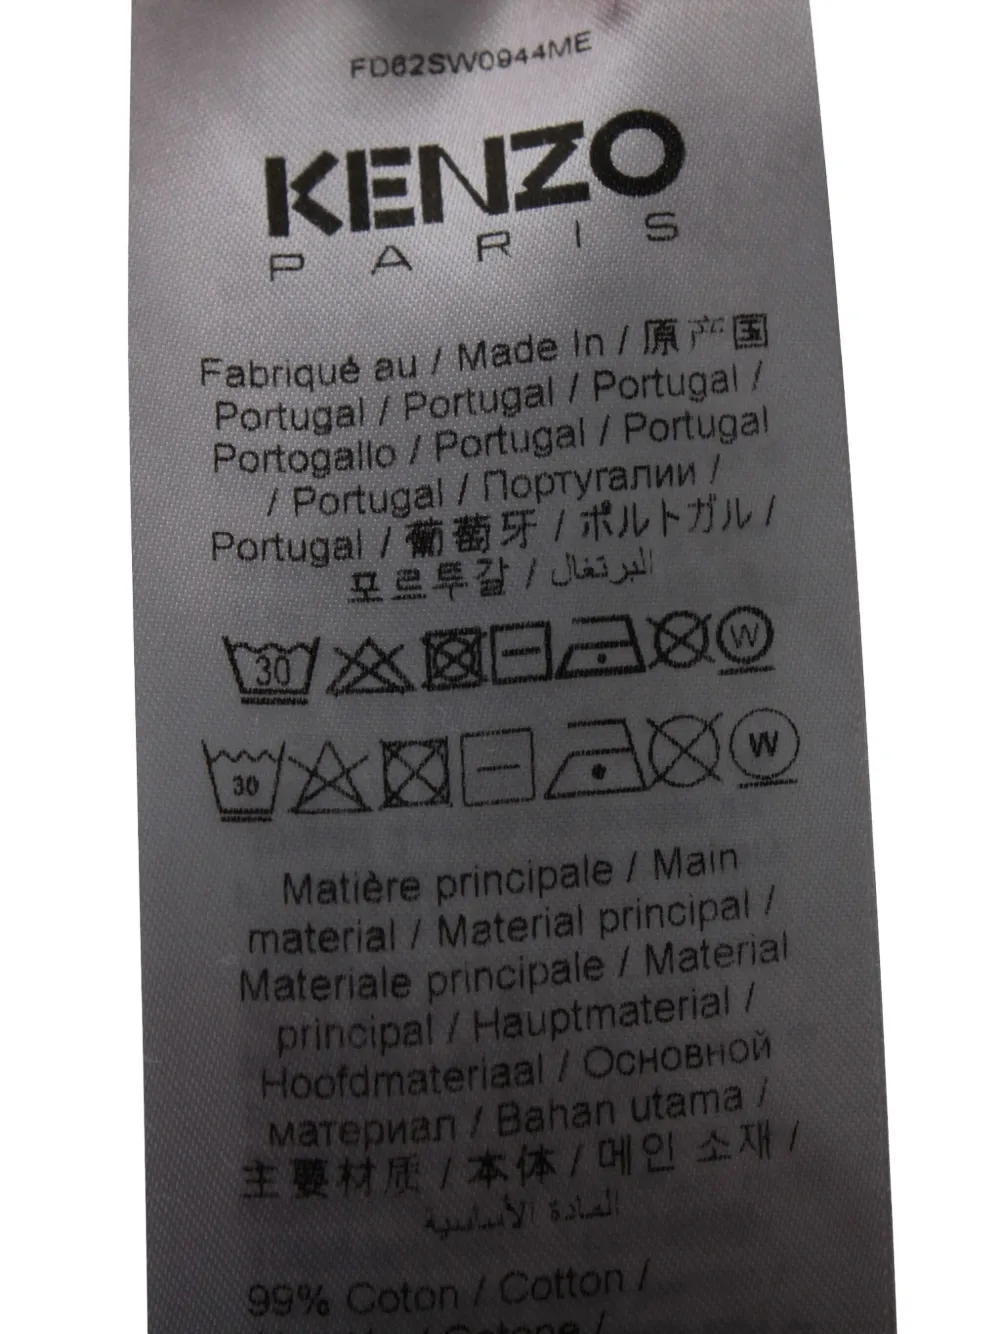 FD62SW0944ME
KENZO
PARIS
Fabriqué au / Made In / 原产国
Portugal / Portugal / Portugal /
Portogallo / Portugal / Portugal
/ Portugal / Португалии /
Portugal / 葡萄牙 / ポルトガル /
포르투갈 / البرتغال
30 W
30 W
Matière principale / Main
material / Material principal /
Materiale principale / Material
principal / Hauptmaterial /
Hoofdmateriaal / Основной
материал / Bahan utama /
主要材质 / 本体 / 메인 소재 /
المادة الأساسية
99% Coton / Cotton /